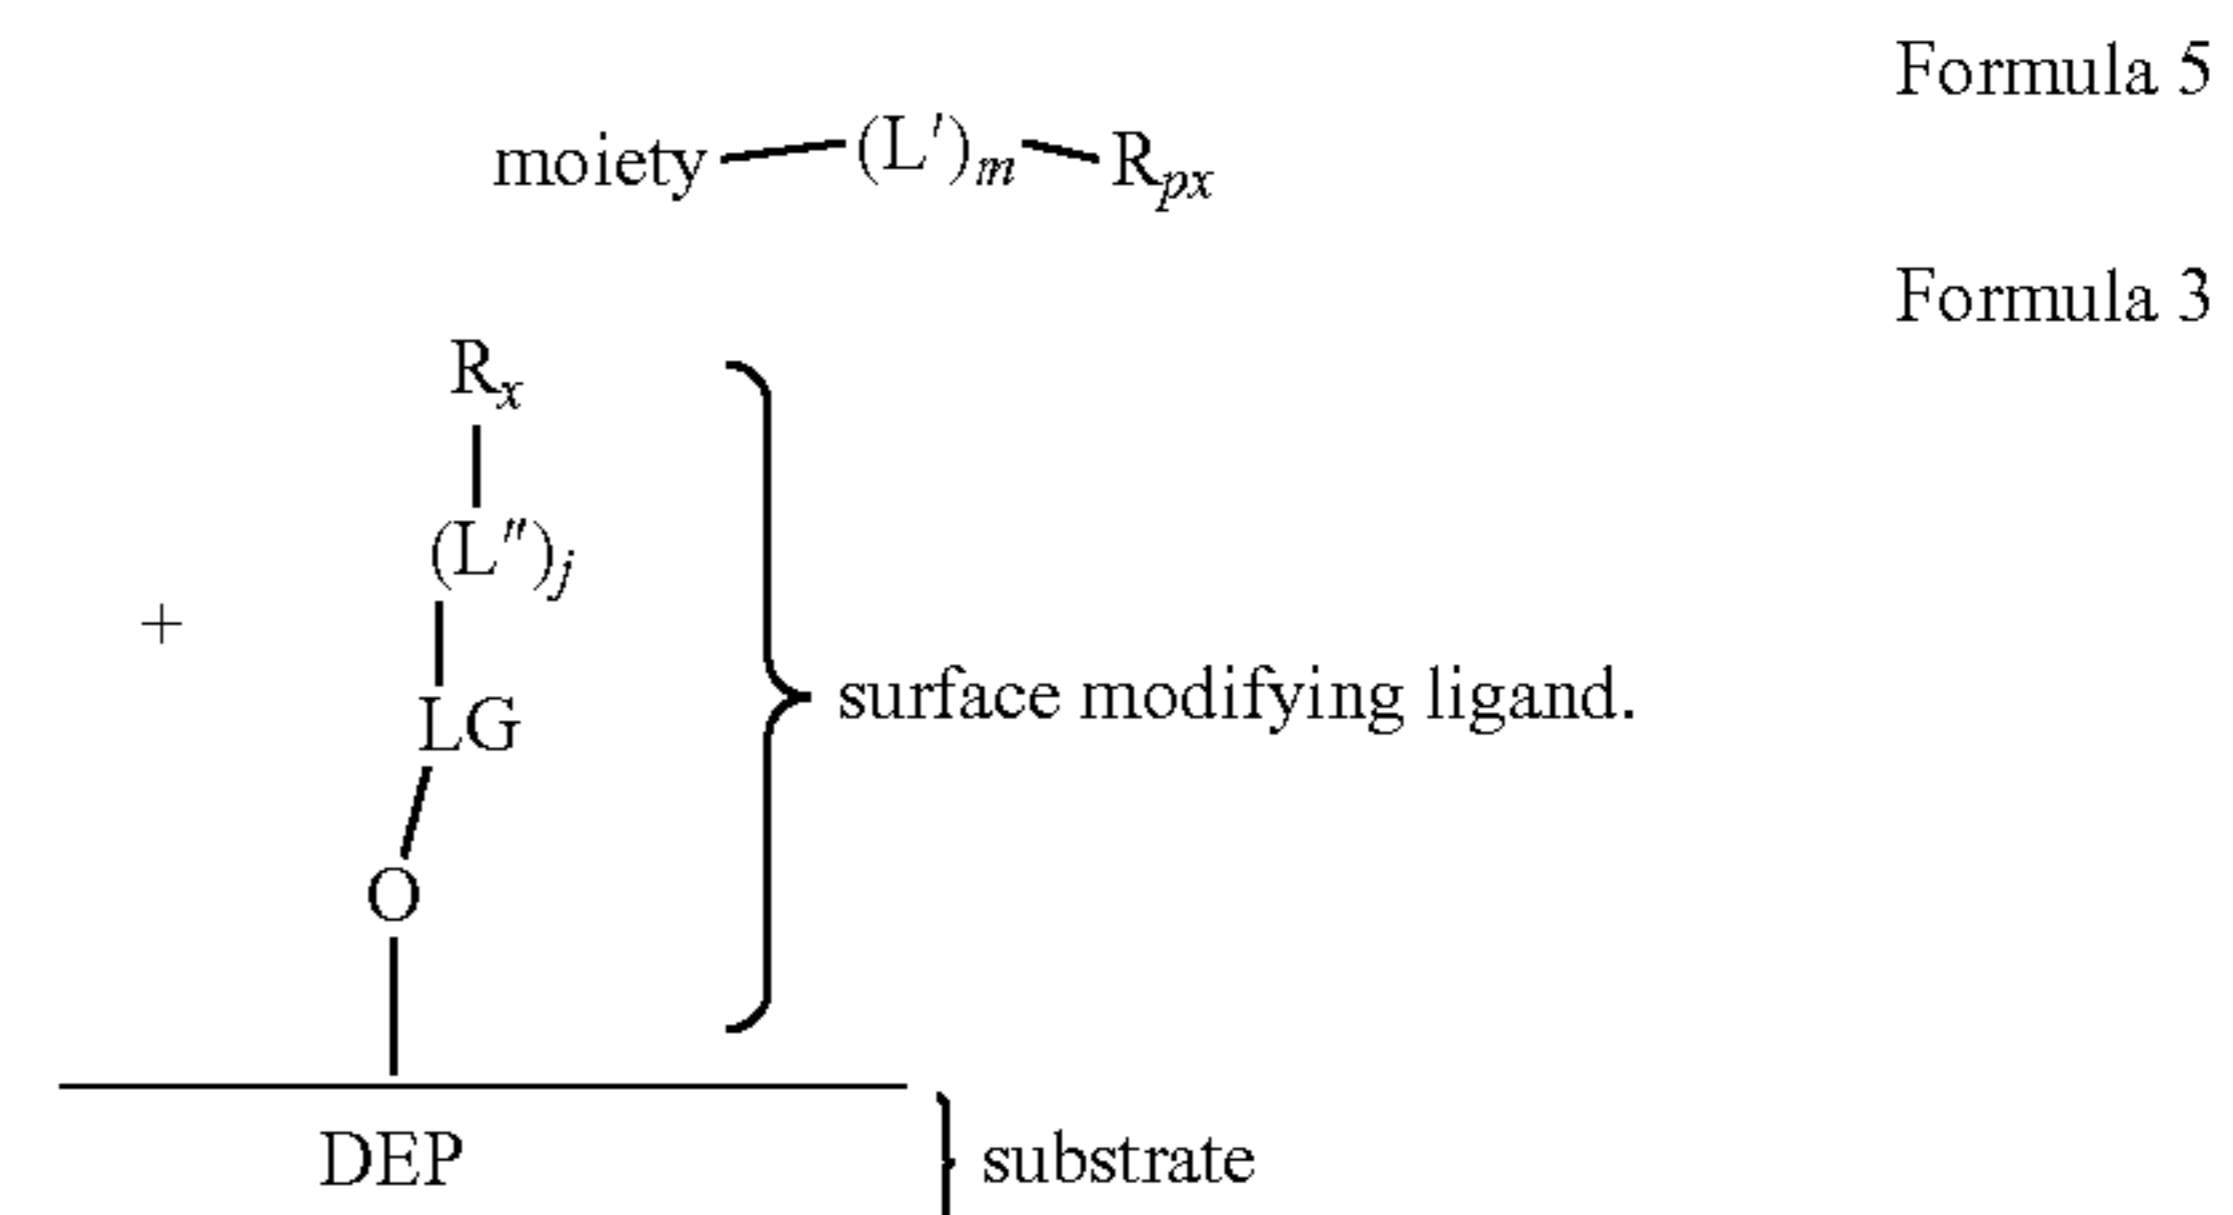 Formula 5
moiety (L′)m Rpx
Formula 3
Rx
(L″)j
+
LG
surface modifying ligand.
O
DEP
substrate